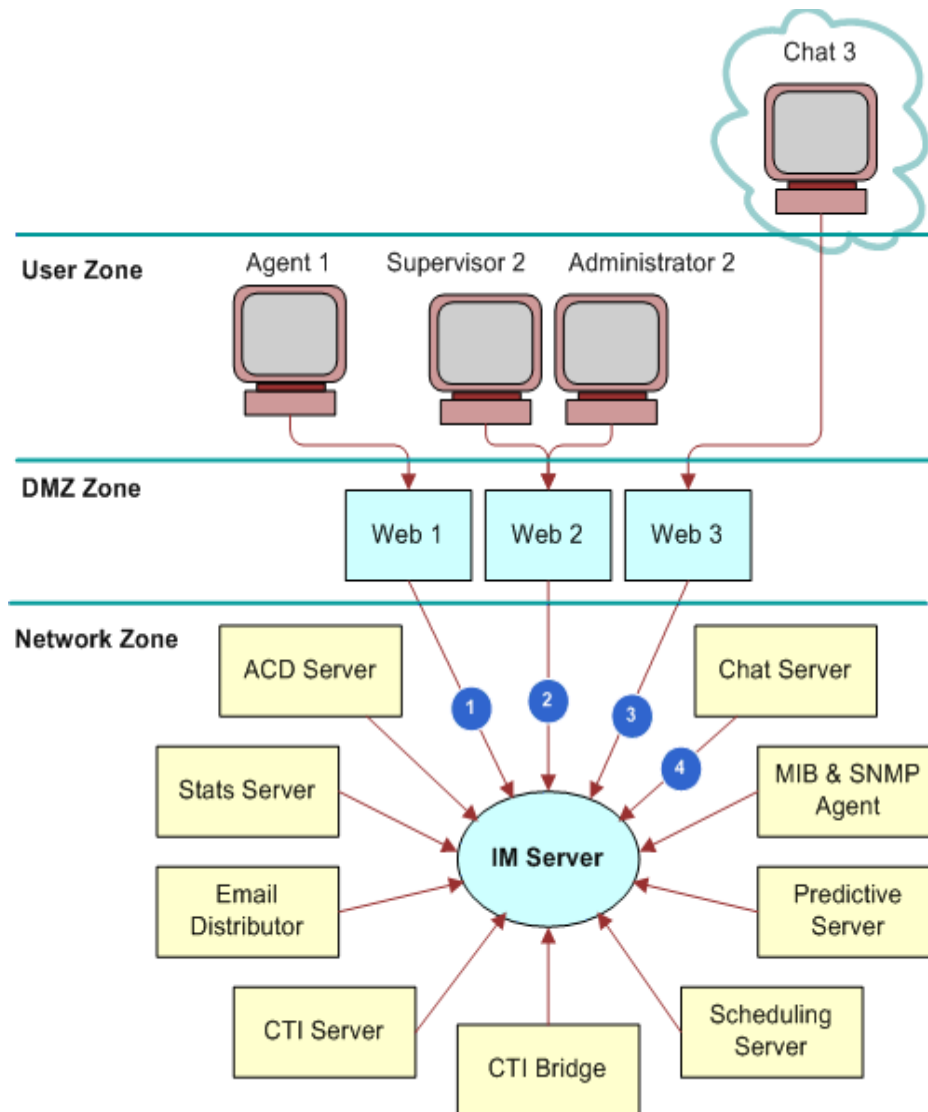 Chat 3
User Zone
Agent 1
Supervisor 2
Administrator 2
DMZ Zone
Web 1
Web 2
Web 3
Network Zone
ACD Server
Chat Server
1
2
3
4
Stats Server
MIB & SNMP
Agent
IM Server
Email
Distributor
Predictive
Server
CTI Server
CTI Bridge
Scheduling
Server